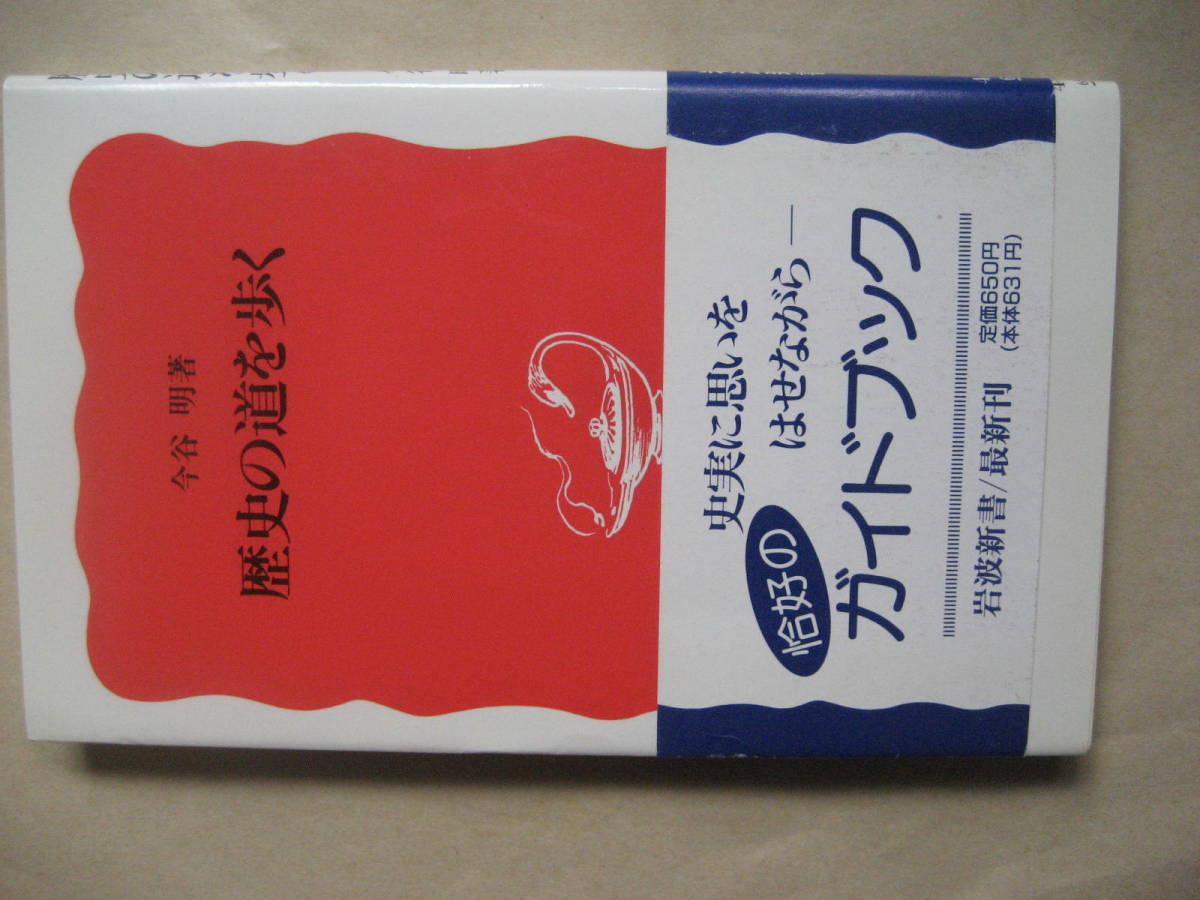 今谷 明著
歴史の道を歩く
史実に思いを
はせながら―
恰好の
ガイドブック
定価650円
岩波新書/最新刊 (本体631円)